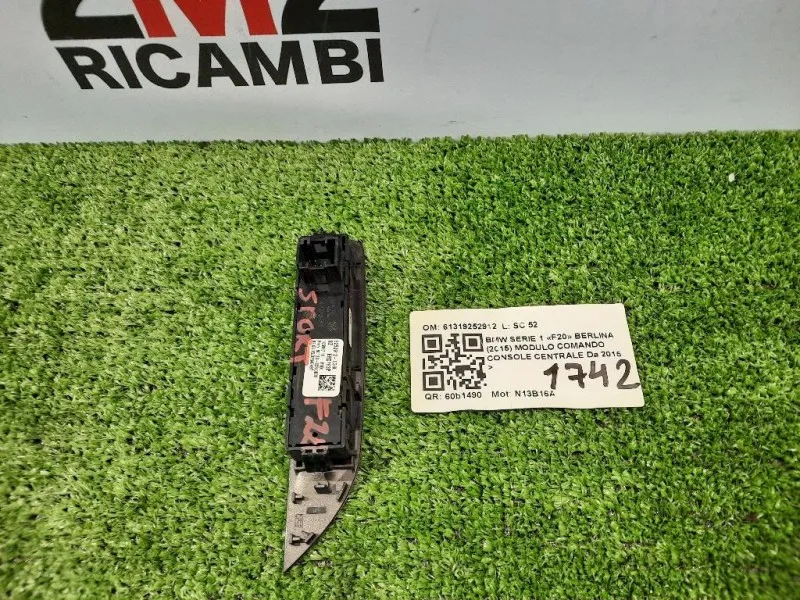 2M2
RICAMBI
SPORT
F20
OM: 61319252912 L: SC 52
BMW SERIE 1 «F20» BERLINA
(2015) MODULO COMANDO
CONSOLE CENTRALE Da 2015
>
1742
QR: 60b1490 Mot: N13B16A